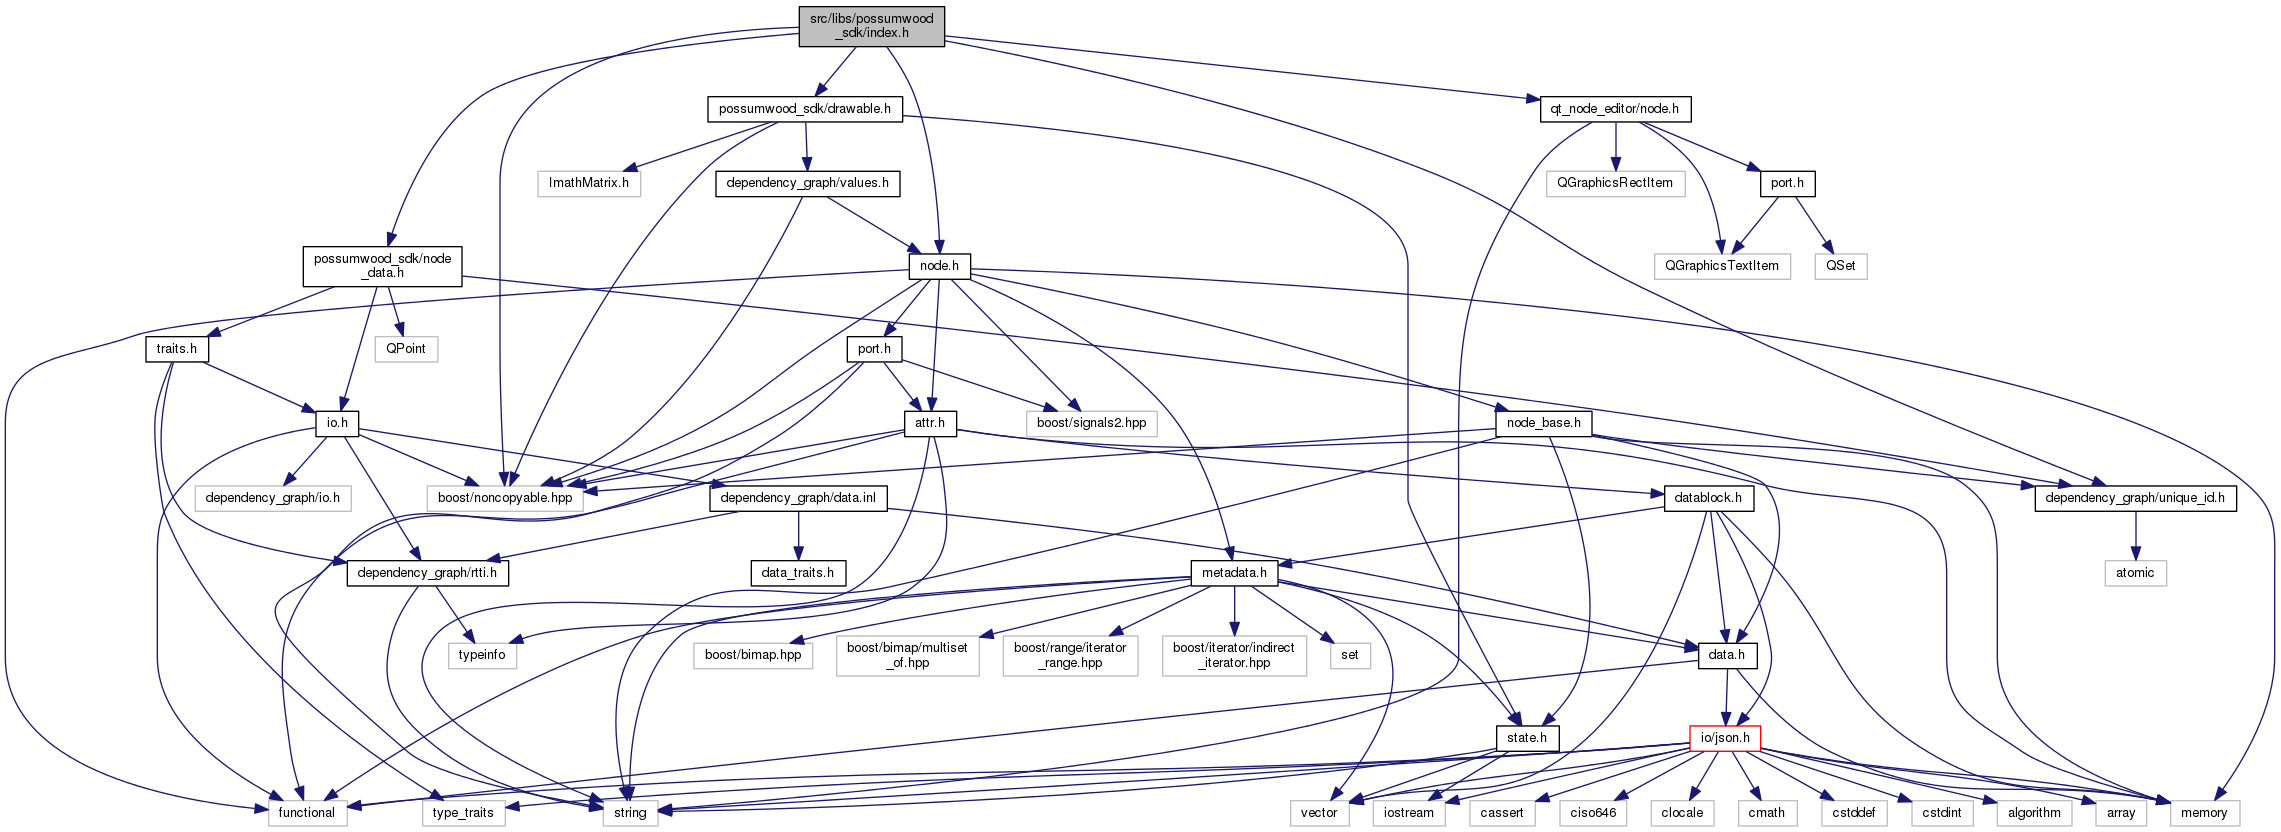 src/libs/possumwood
_sdk/index.h
possumwood_sdk/drawable.h
qt_node_editor/node.h
ImathMatrix.h
dependency_graph/values.h
QGraphicsRectItem
port.h
possumwood_sdk/node
_data.h
node.h
QGraphicsTextItem
QSet
traits.h
QPoint
port.h
io.h
attr.h
boost/signals2.hpp
node_base.h
dependency_graph/io.h
boost/noncopyable.hpp
dependency_graph/data.inl
datablock.h
dependency_graph/unique_id.h
dependency_graph/rtti.h
data_traits.h
metadata.h
atomic
typeinfo
boost/bimap.hpp
boost/bimap/multiset
_of.hpp
boost/range/iterator
_range.hpp
boost/iterator/indirect
_iterator.hpp
set
data.h
state.h
io/json.h
functional
type_traits
string
vector
iostream
cassert
ciso646
clocale
cmath
cstddef
cstdint
algorithm
array
memory